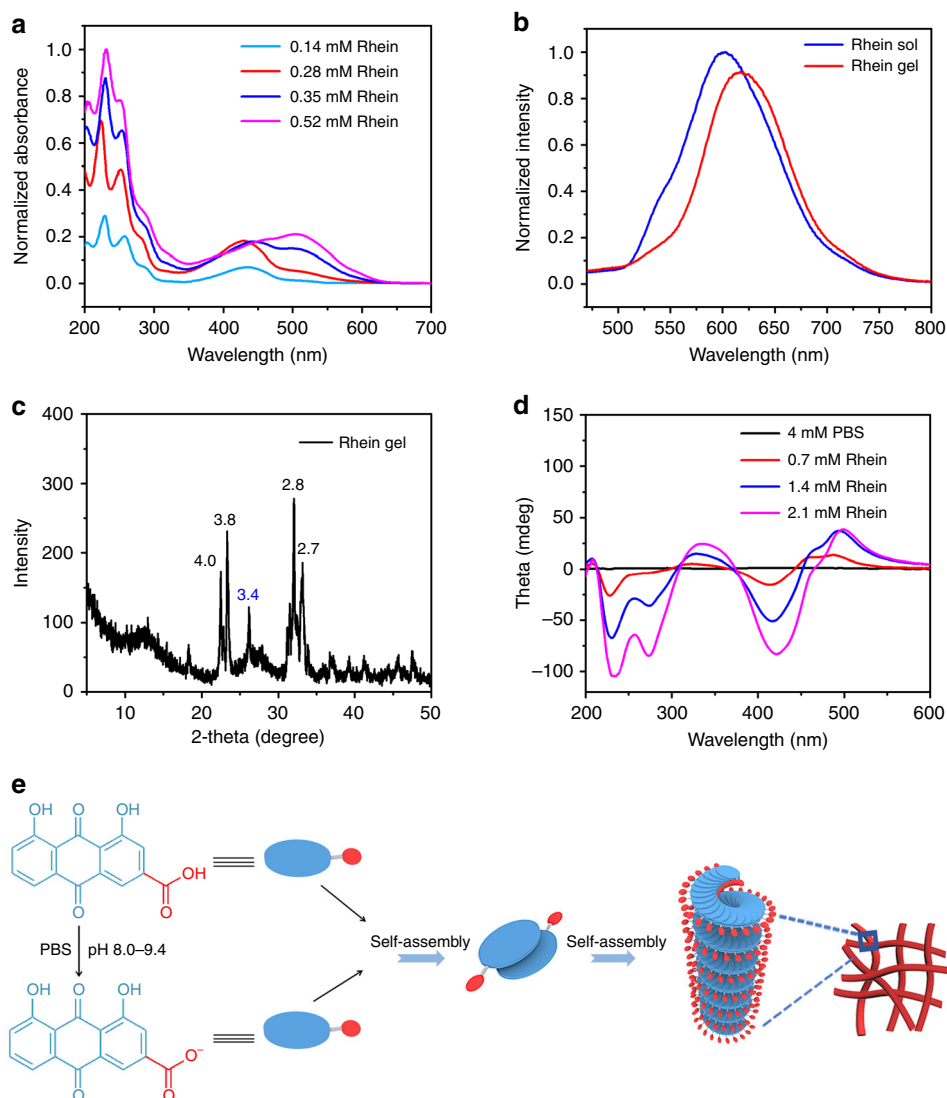 a
0.14 mM Rhein
0.28 mM Rhein
0.35 mM Rhein
0.52 mM Rhein
Normalized absorbance
1.0
0.8
0.6
0.4
0.2
0.0
200 300 400 500 600 700
Wavelength (nm)
b
Rhein sol
Rhein gel
Normalized intensity
1.0
0.8
0.6
0.4
0.2
0.0
500 550 600 650 700 750 800
Wavelength (nm)
c
Rhein gel
Intensity
400
300
200
100
0
4.0
3.8
3.4
2.8
2.7
10 20 30 40 50
2-theta (degree)
d
4 mM PBS
0.7 mM Rhein
1.4 mM Rhein
2.1 mM Rhein
Theta (mdeg)
150
100
50
0
−50
−100
200 300 400 500 600
Wavelength (nm)
e
OH O OH
OH
O O
PBS pH 8.0–9.4
Self-assembly
Self-assembly
OH O OH
O−
O O